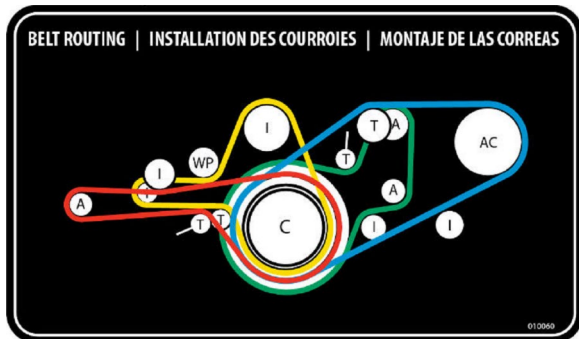 BELT ROUTING | INSTALLATION DES COURROIES | MONTAJE DE LAS CORREAS
I
T
A
T
AC
WP
I
A
A
T
T
C
I
I
010060